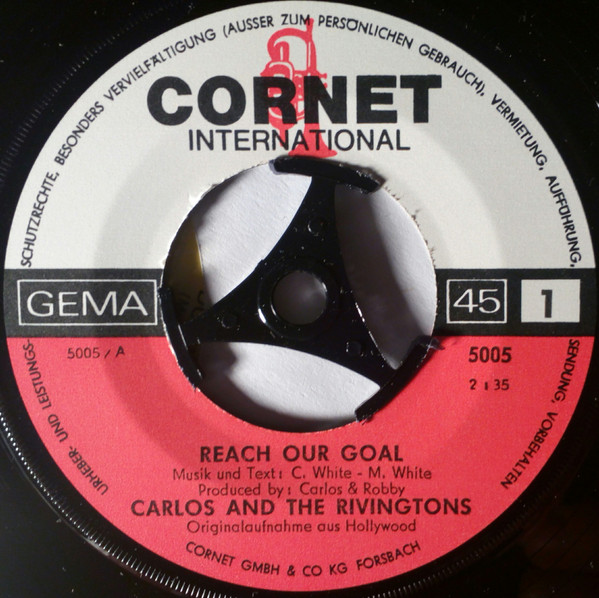 URHEBER- UND LEISTUNGS-SCHUTZRECHTE, BESONDERS VERVIELFÄLTIGUNG (AUSSER ZUM PERSÖNLICHEN GEBRAUCH), VERMIETUNG, AUFFÜHRUNG, SENDUNG, VORBEHALTEN
CORNET
INTERNATIONAL
GEMA
45 1
5005 / A
5005
2 : 35
REACH OUR GOAL
Musik und Text: C. White - M. White
Produced by: Carlos & Robby
CARLOS AND THE RIVINGTONS
Originalaufnahme aus Hollywood
CORNET GMBH & CO KG FORSBACH